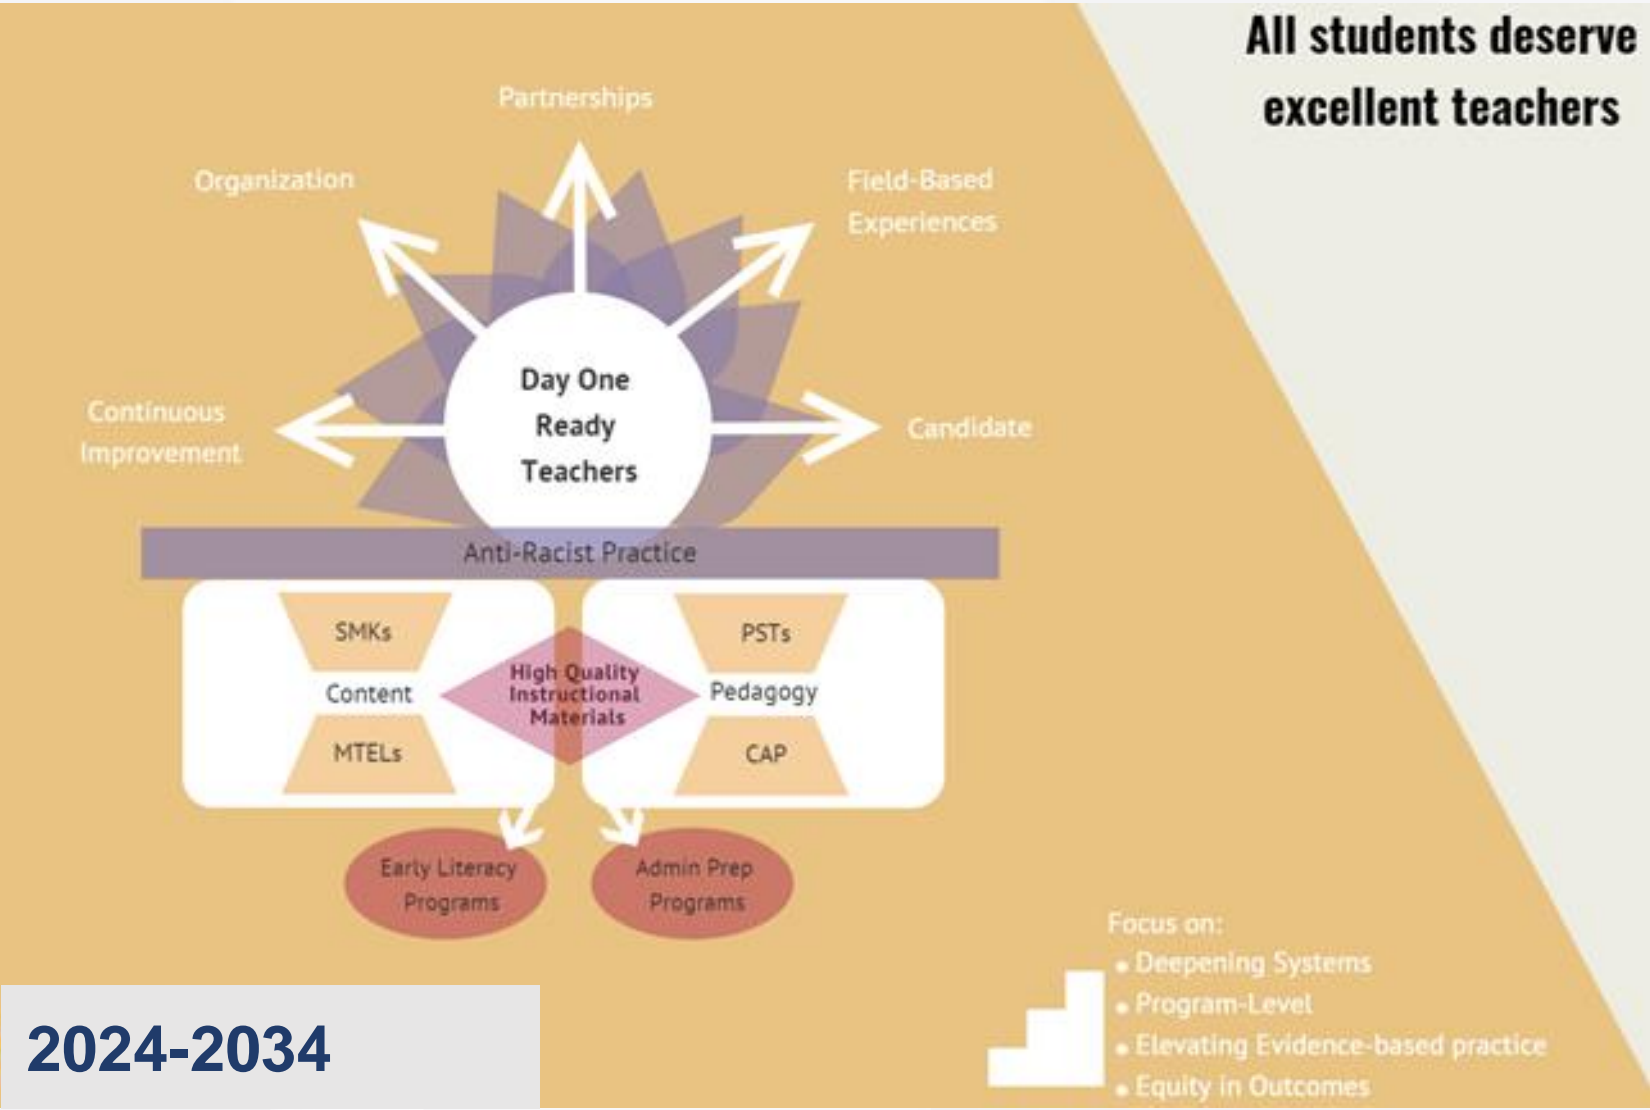 All students deserve
excellent teachers
Partnerships
Organization
Field-Based
Experiences
Continuous
Improvement
Day One
Ready
Teachers
Candidate
Anti-Racist Practice
SMKs
Content
MTELs
High Quality
Instructional
Materials
PSTs
Pedagogy
CAP
Early Literacy
Programs
Admin Prep
Programs
Focus on:
• Deepening Systems
• Program-Level
• Elevating Evidence-based practice
• Equity in Outcomes
2024-2034